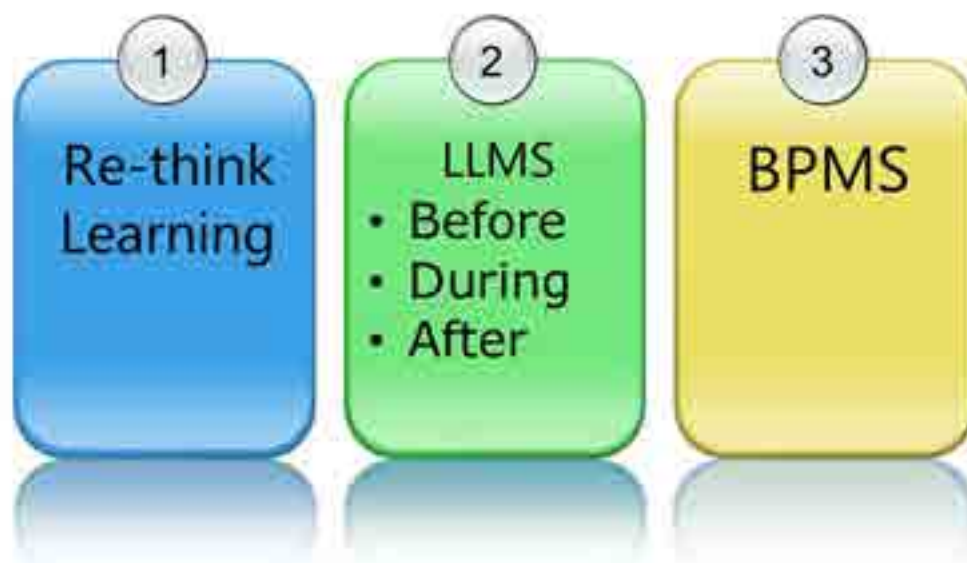 1
Re-think
Learning
2
LLMS
• Before
• During
• After
3
BPMS